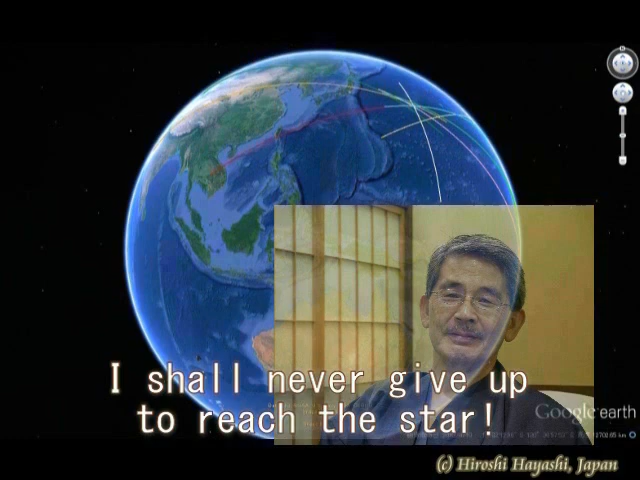 I shall never give up
to reach the star!
Google earth
(c) Hiroshi Hayashi, Japan